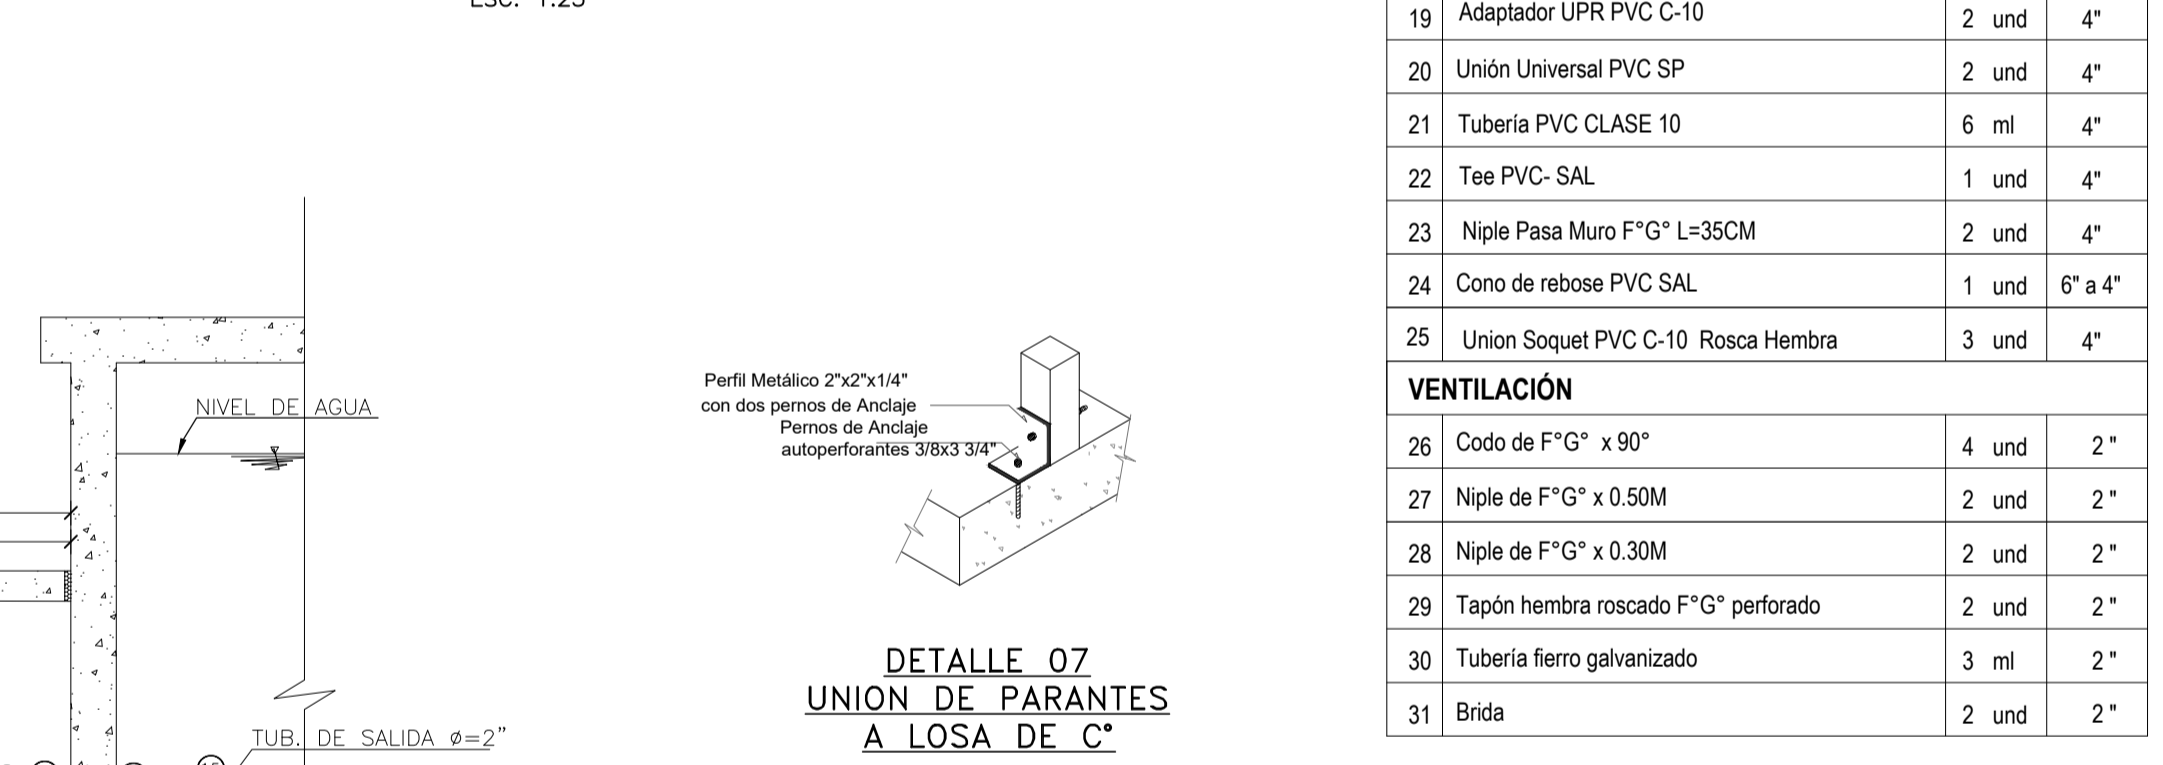 ESC: 1:25
NIVEL DE AGUA
TUB. DE SALIDA ø=2”
15
Perfil Metálico 2"x2"x1/4"
con dos pernos de Anclaje
Pernos de Anclaje
autoperforantes 3/8x3 3/4"
DETALLE 07
UNION DE PARANTES
A LOSA DE C°
19 Adaptador UPR PVC C-10 2 und 4"
20 Unión Universal PVC SP 2 und 4"
21 Tubería PVC CLASE 10 6 ml 4"
22 Tee PVC- SAL 1 und 4"
23 Niple Pasa Muro F°G° L=35CM 2 und 4"
24 Cono de rebose PVC SAL 1 und 6" a 4"
25 Union Soquet PVC C-10 Rosca Hembra 3 und 4"
VENTILACIÓN
26 Codo de F°G° x 90° 4 und 2 "
27 Niple de F°G° x 0.50M 2 und 2 "
28 Niple de F°G° x 0.30M 2 und 2 "
29 Tapón hembra roscado F°G° perforado 2 und 2 "
30 Tubería fierro galvanizado 3 ml 2 "
31 Brida 2 und 2 "